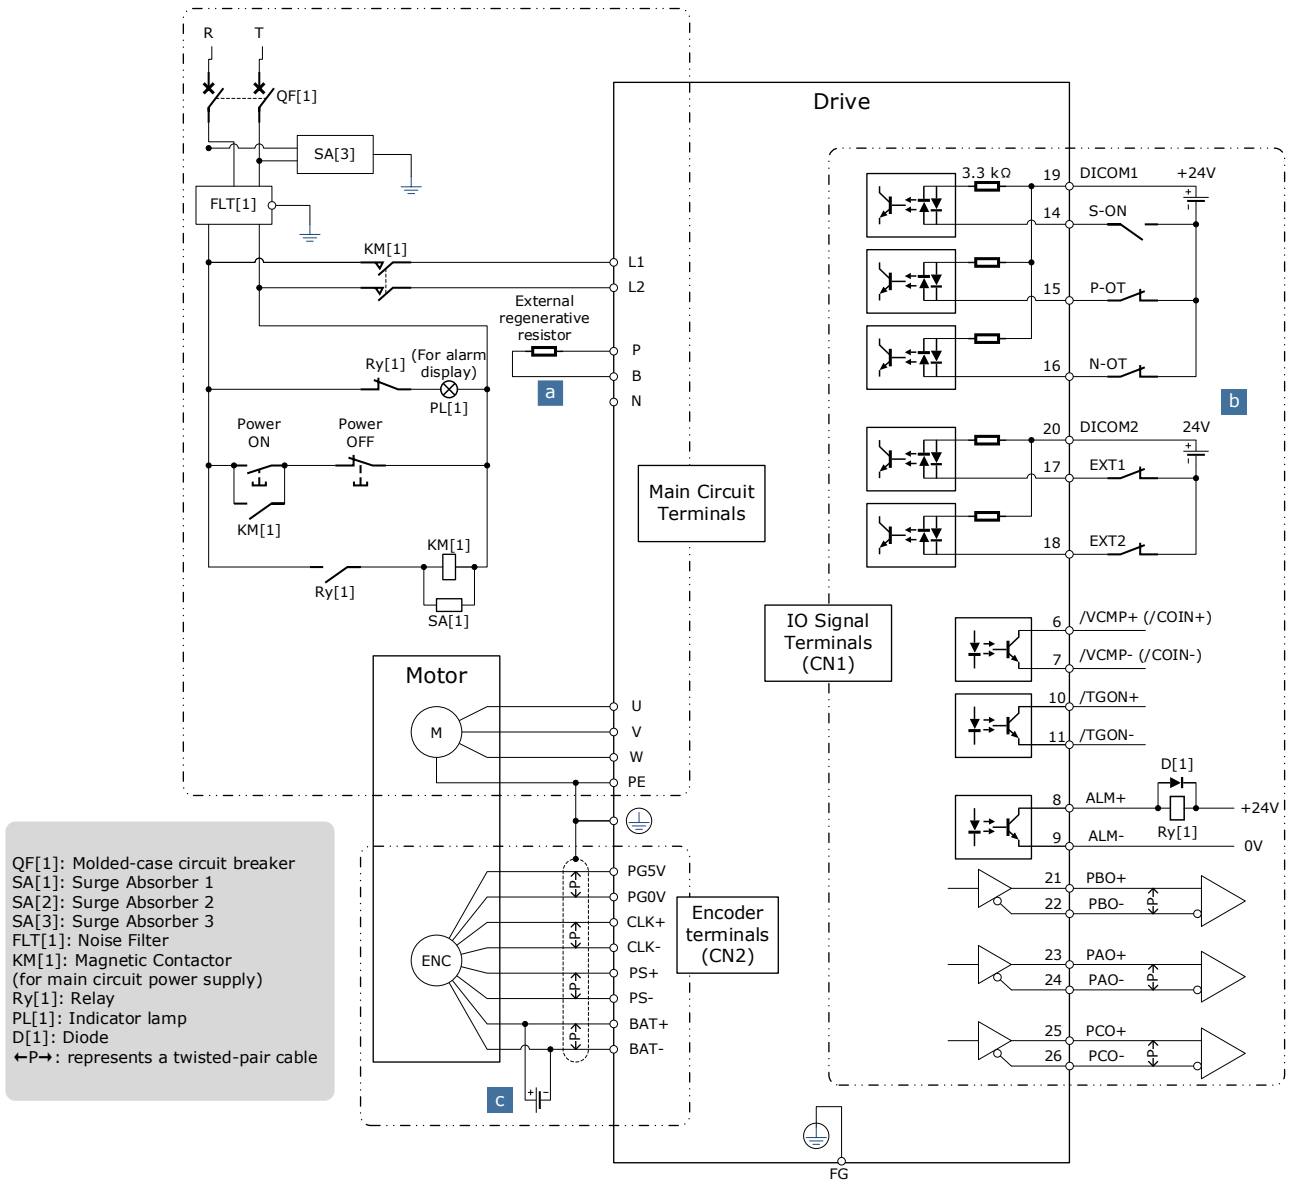 R
T
QF[1]
SA[3]
FLT[1]
KM[1]
L1
L2
External
regenerative
resistor
P
B
N
a
Ry[1]
(For alarm
display)
PL[1]
Power
ON
Power
OFF
KM[1]
KM[1]
Ry[1]
SA[1]
Main Circuit
Terminals
Motor
M
U
V
W
PE
ENC
PG5V
PG0V
CLK+
CLK-
PS+
PS-
BAT+
BAT-
P
P
P
P
+
-
c
Encoder
terminals
(CN2)
Drive
3.3 kΩ
19
DICOM1
+24V
+
-
14
S-ON
15
P-OT
16
N-OT
b
20
DICOM2
24V
+
-
17
EXT1
18
EXT2
IO Signal
Terminals
(CN1)
6
/VCMP+ (/COIN+)
7
/VCMP- (/COIN-)
10
/TGON+
11
/TGON-
D[1]
8
ALM+
+24V
Ry[1]
9
ALM-
0V
21
PBO+
22
PBO-
P
23
PAO+
24
PAO-
P
25
PCO+
26
PCO-
P
FG
QF[1]: Molded-case circuit breaker
SA[1]: Surge Absorber 1
SA[2]: Surge Absorber 2
SA[3]: Surge Absorber 3
FLT[1]: Noise Filter
KM[1]: Magnetic Contactor
(for main circuit power supply)
Ry[1]: Relay
PL[1]: Indicator lamp
D[1]: Diode
←P→: represents a twisted-pair cable